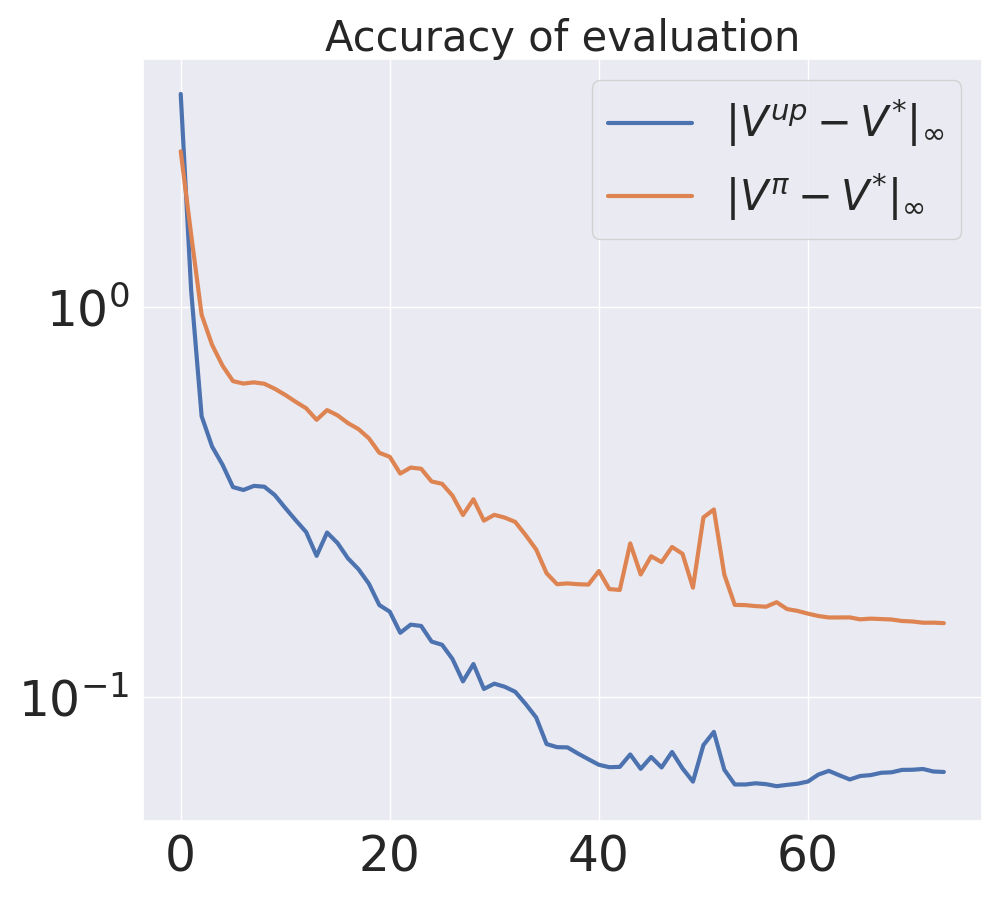 Accuracy of evaluation
|V^{up} − V^*|_∞
|V^π − V^*|_∞
10^0
10^{−1}
0 20 40 60